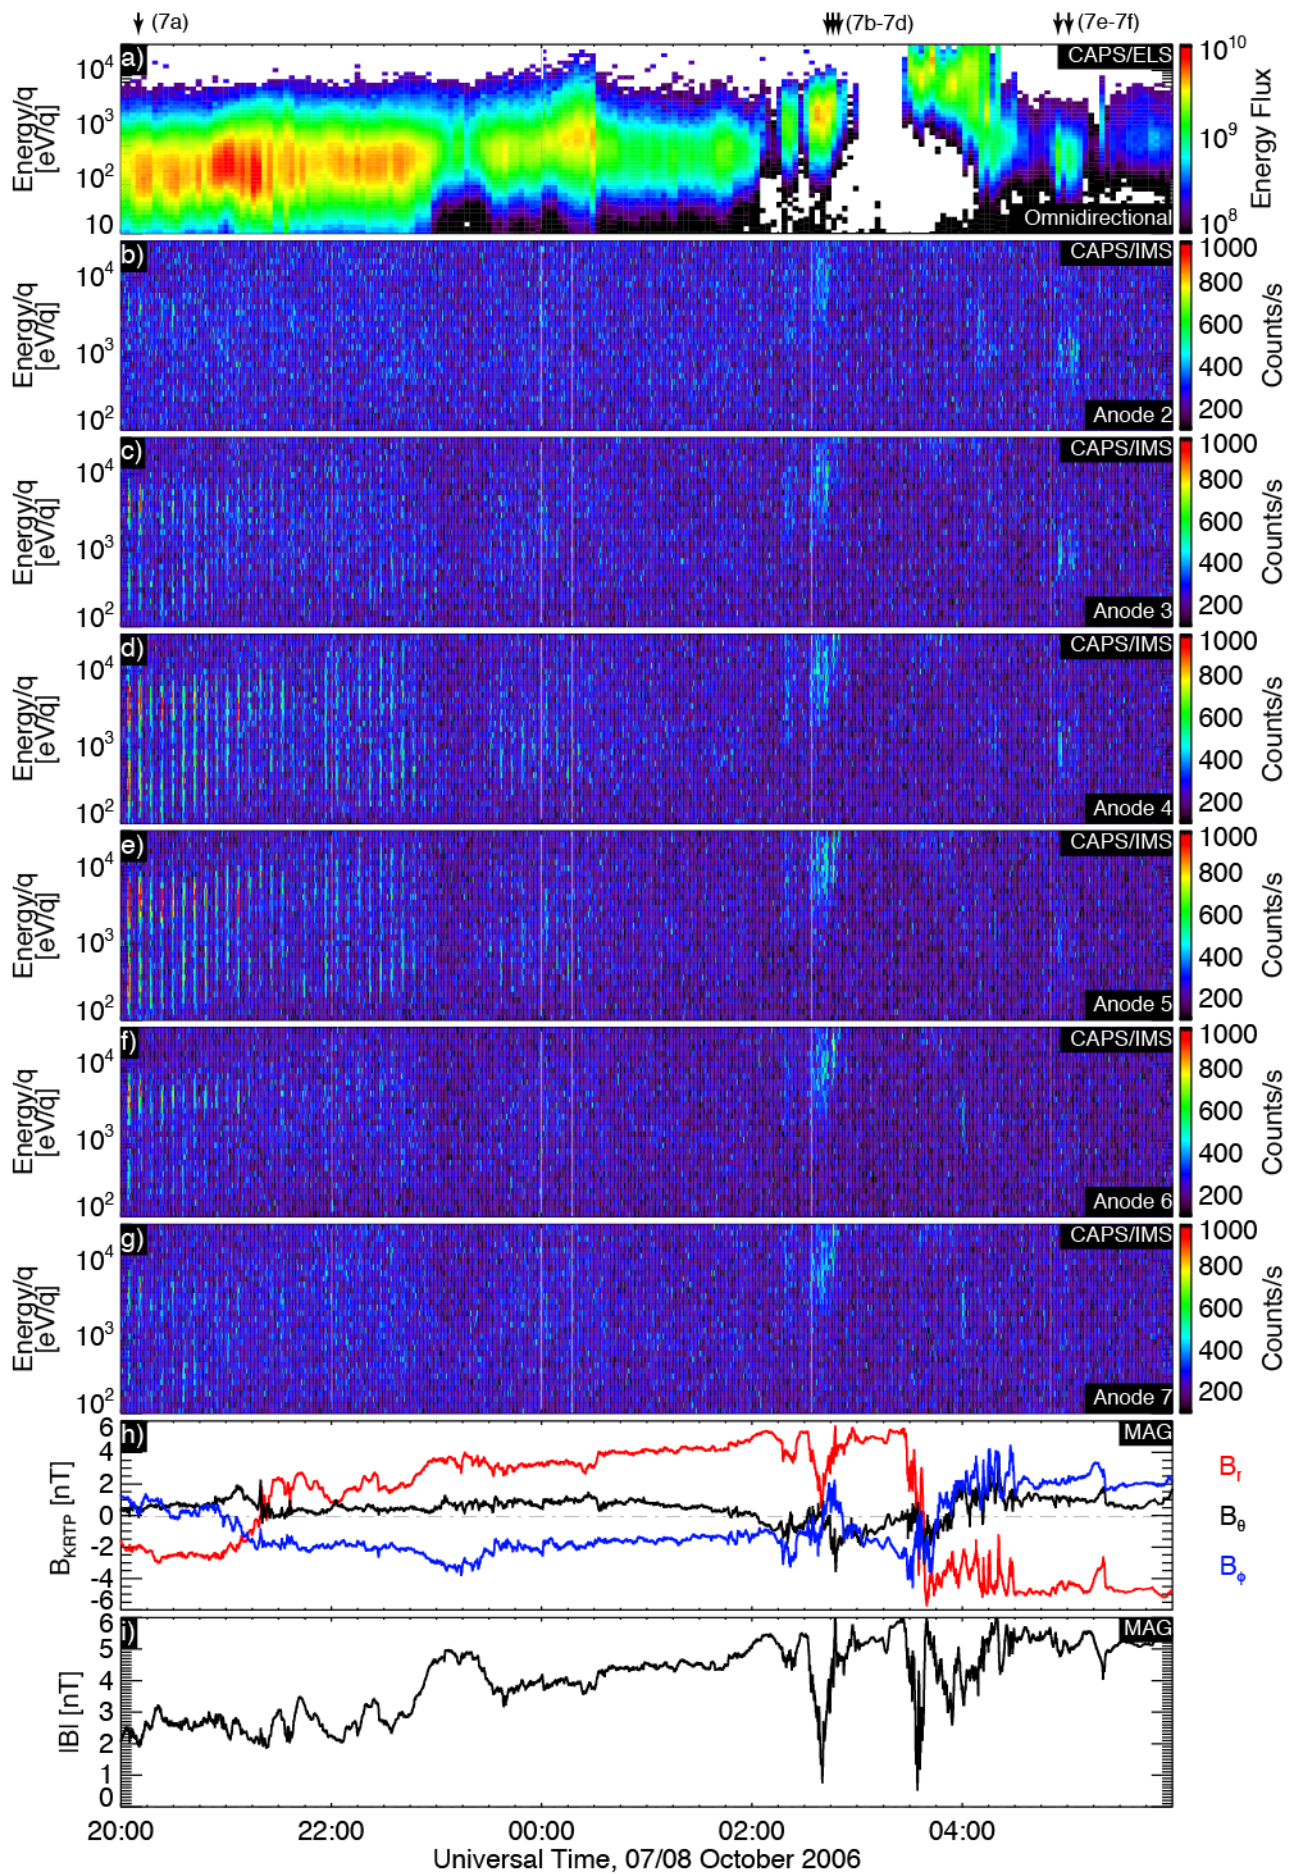 (7a) (7b-7d) (7e-7f)
a) CAPS/ELS
Energy/q
[eV/q]
10^4
10^3
10^2
10
Omnidirectional
10^10
10^9
10^8
Energy Flux
b) CAPS/IMS
Energy/q
[eV/q]
10^4
10^3
10^2
Anode 2
1000
800
600
400
200
Counts/s
c) CAPS/IMS
Energy/q
[eV/q]
10^4
10^3
10^2
Anode 3
1000
800
600
400
200
Counts/s
d) CAPS/IMS
Energy/q
[eV/q]
10^4
10^3
10^2
Anode 4
1000
800
600
400
200
Counts/s
e) CAPS/IMS
Energy/q
[eV/q]
10^4
10^3
10^2
Anode 5
1000
800
600
400
200
Counts/s
f) CAPS/IMS
Energy/q
[eV/q]
10^4
10^3
10^2
Anode 6
1000
800
600
400
200
Counts/s
g) CAPS/IMS
Energy/q
[eV/q]
10^4
10^3
10^2
Anode 7
1000
800
600
400
200
Counts/s
h) MAG
B_KRTP [nT]
6
4
2
0
-2
-4
-6
B_r
B_θ
B_φ
i) MAG
|B| [nT]
6
5
4
3
2
1
0
20:00 22:00 00:00 02:00 04:00
Universal Time, 07/08 October 2006